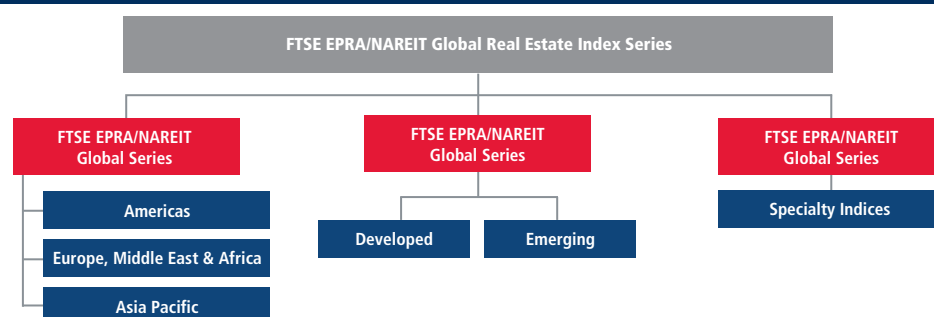 FTSE EPRA/NAREIT Global Real Estate Index Series
FTSE EPRA/NAREIT
Global Series
Americas
Europe, Middle East & Africa
Asia Pacific
FTSE EPRA/NAREIT
Global Series
Developed
Emerging
FTSE EPRA/NAREIT
Global Series
Specialty Indices